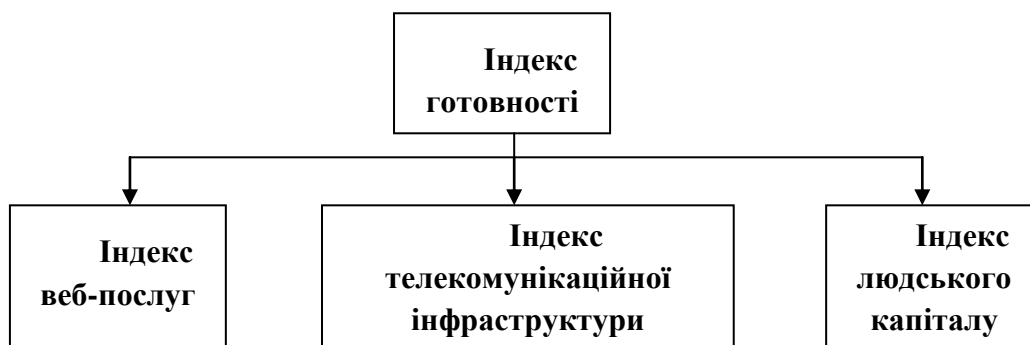 Індекс
готовності
Індекс
веб-послуг
Індекс
телекомунікаційної
інфраструктури
Індекс
людського
капіталу